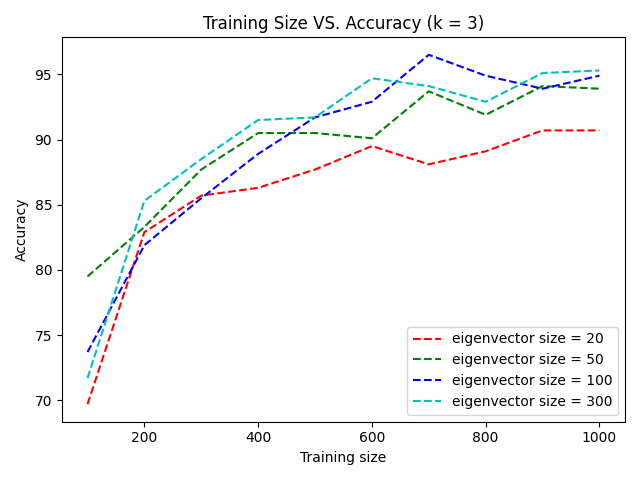 Training Size VS. Accuracy (k = 3)
Accuracy
95
90
85
80
75
70
eigenvector size = 20
eigenvector size = 50
eigenvector size = 100
eigenvector size = 300
200 400 600 800 1000
Training size